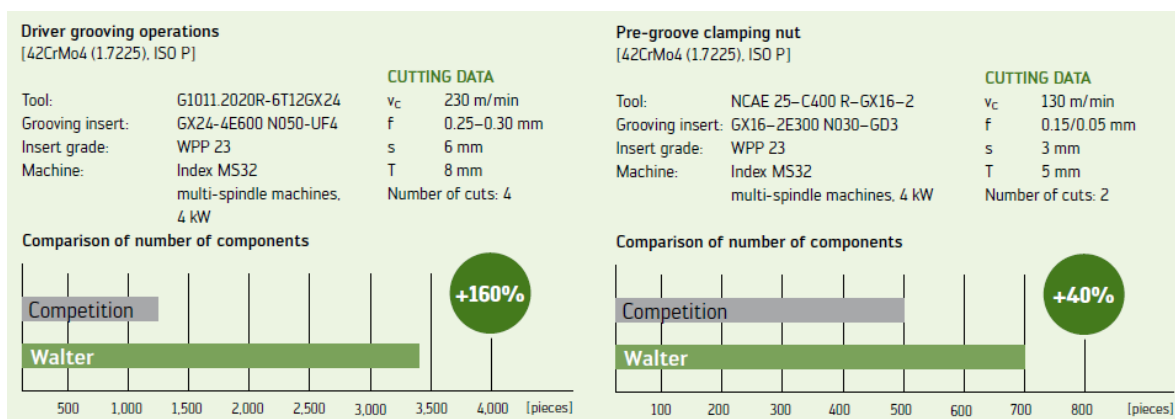 Driver grooving operations
[42CrMo4 (1.7225), ISO P]
CUTTING DATA
Tool: G1011.2020R-6T12GX24 vc 230 m/min
Grooving insert: GX24-4E600 N050-UF4 f 0.25–0.30 mm
Insert grade: WPP 23 s 6 mm
Machine: Index MS32 T 8 mm
multi-spindle machines, Number of cuts: 4
4 kW
Comparison of number of components
+160%
Competition
Walter
500 1,000 1,500 2,000 2,500 3,000 3,500 4,000 [pieces]
Pre-groove clamping nut
[42CrMo4 (1.7225), ISO P]
CUTTING DATA
Tool: NCAE 25–C400 R–GX16–2 vc 130 m/min
Grooving insert: GX16–2E300 N030–GD3 f 0.15/0.05 mm
Insert grade: WPP 23 s 3 mm
Machine: Index MS32 T 5 mm
multi-spindle machines, 4 kW Number of cuts: 2
Comparison of number of components
+40%
Competition
Walter
100 200 300 400 500 600 700 800 [pieces]